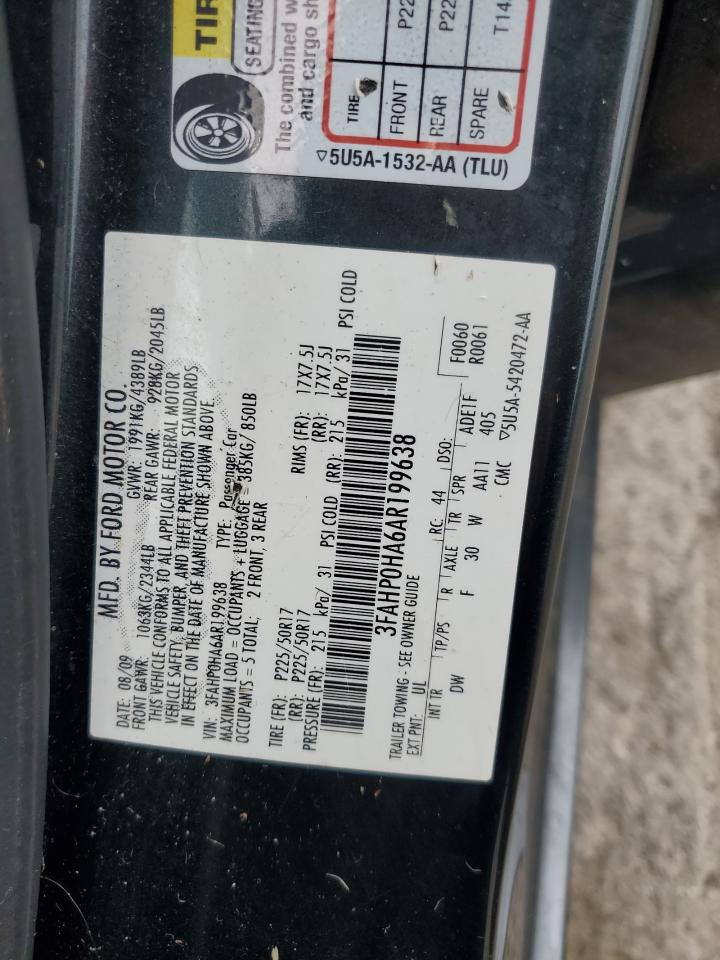 MFD. BY FORD MOTOR CO.
DATE: 08/09 GVWR: 1991KG/4389LB
FRONT GAWR: 1063KG/2344LB REAR GAWR: 928KG/2045LB
THIS VEHICLE CONFORMS TO ALL APPLICABLE FEDERAL MOTOR
VEHICLE SAFETY, BUMPER, AND THEFT PREVENTION STANDARDS
IN EFFECT ON THE DATE OF MANUFACTURE SHOWN ABOVE.
VIN: 3FAHP0HA6AR199638 TYPE: Passenger Car
MAXIMUM LOAD = OCCUPANTS + LUGGAGE = 385KG/ 850LB
OCCUPANTS = 5 TOTAL; 2 FRONT, 3 REAR
TIRE (FR): P225/50R17 RIMS (FR): 17X7.5J
(RR): P225/50R17 (RR): 17X7.5J
PRESSURE (FR): 215 kPa/ 31 PSI COLD (RR): 215 kPa/ 31 PSI COLD
3FAHP0HA6AR199638
TRAILER TOWING - SEE OWNER GUIDE
EXT PNT: UL RC: 44 DSO: F0060
R0061
INT TR TP/PS R AXLE TR SPR ADE1F
DW F 30 W AA11 405
CMC ▽5U5A-5420472-AA
TIR
SEATING
The combined w
and cargo sh
TIRE
FRONT P22
REAR P22
SPARE T14
▽5U5A-1532-AA (TLU)